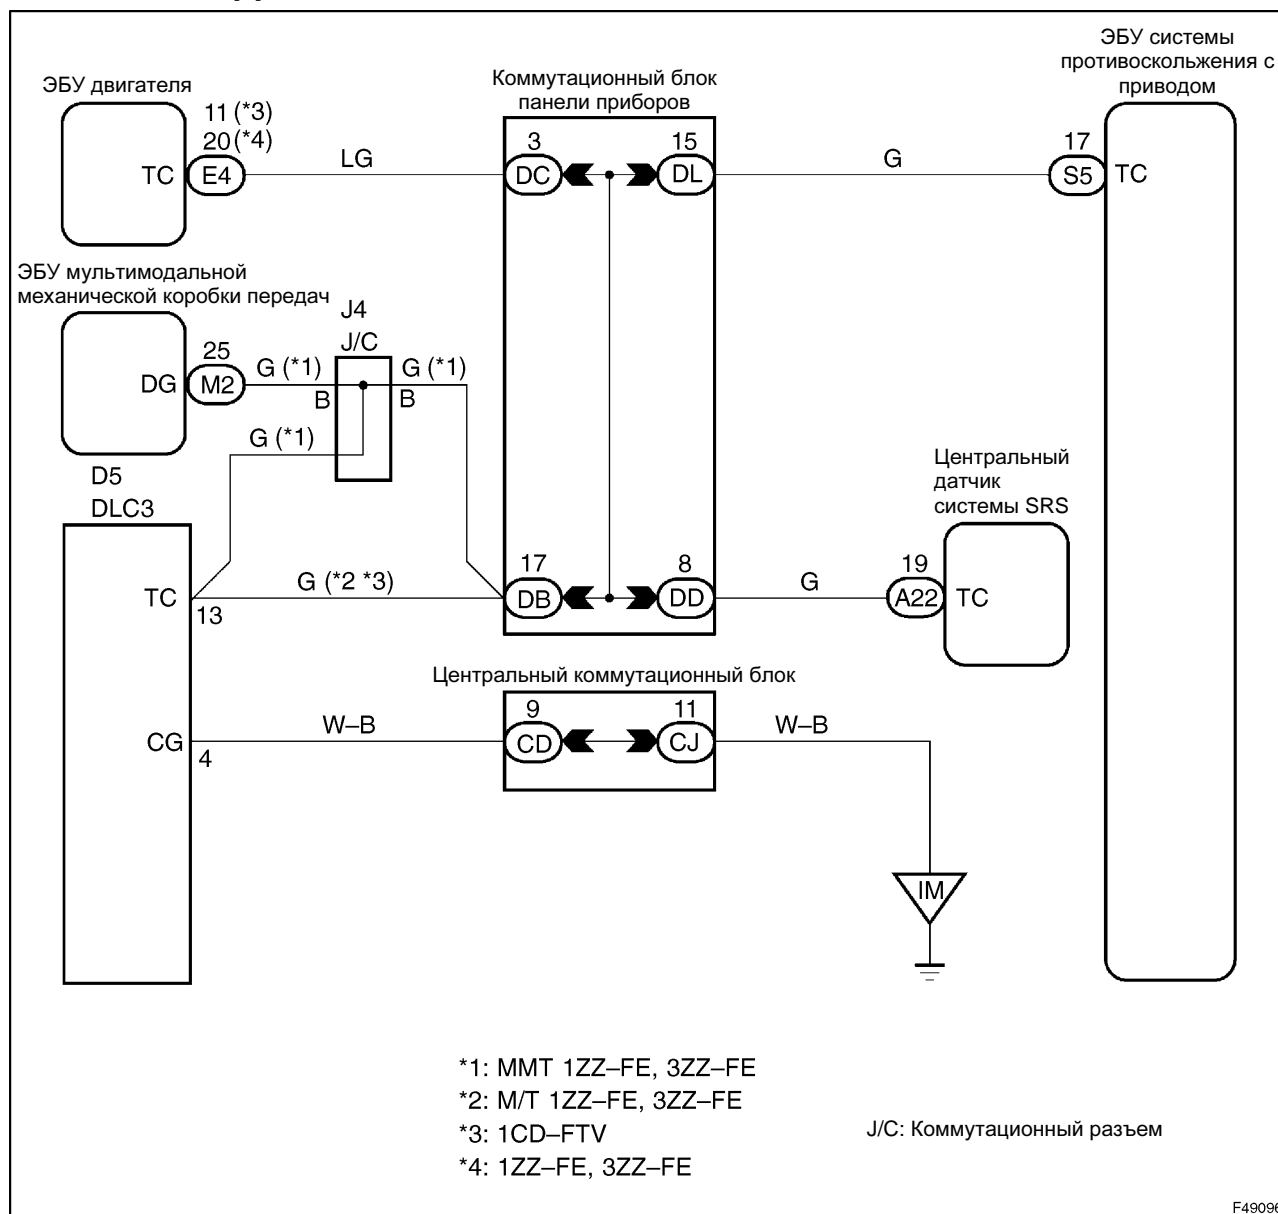 ЭБУ двигателя
11 (*3)
20 (*4)
TC
E4
LG
Коммутационный блок
панели приборов
3
DC
15
DL
G
ЭБУ системы
противоскольжения с
приводом
17
S5
TC
ЭБУ мультимодальной
механической коробки передач
25
DG
M2
G (*1)
B
J4
J/C
G (*1)
B
G (*1)
D5
DLC3
TC
13
G (*2 *3)
17
DB
8
DD
G
Центральный
датчик
системы SRS
19
A22
TC
Центральный коммутационный блок
CG
4
W–B
9
CD
11
CJ
W–B
IM
*1: MMT 1ZZ–FE, 3ZZ–FE
*2: M/T 1ZZ–FE, 3ZZ–FE
*3: 1CD–FTV
*4: 1ZZ–FE, 3ZZ–FE
J/C: Коммутационный разъем
F49096